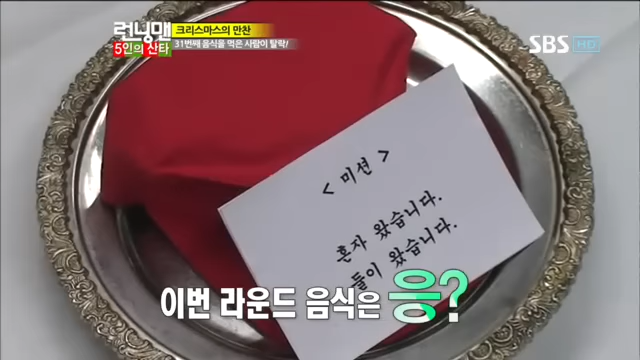 런닝맨
5인의 산타
크리스마스의 만찬
31번째 음식을 먹은 사람이 탈락!
SBS HD
< 미션 >
혼자 왔습니다.
둘이 왔습니다.
이번 라운드 음식은 응?